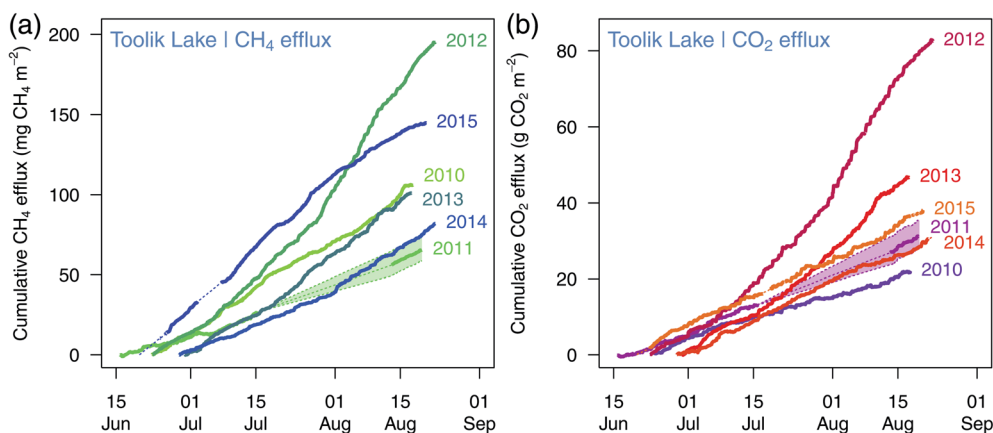 (a)
Toolik Lake | CH₄ efflux
Cumulative CH₄ efflux (mg CH₄ m⁻²)
200
150
100
50
0
2012
2015
2010
2013
2014
2011
15 Jun
01 Jul
15 Jul
01 Aug
15 Aug
01 Sep
(b)
Toolik Lake | CO₂ efflux
Cumulative CO₂ efflux (g CO₂ m⁻²)
80
60
40
20
0
2012
2013
2015
2011
2014
2010
15 Jun
01 Jul
15 Jul
01 Aug
15 Aug
01 Sep